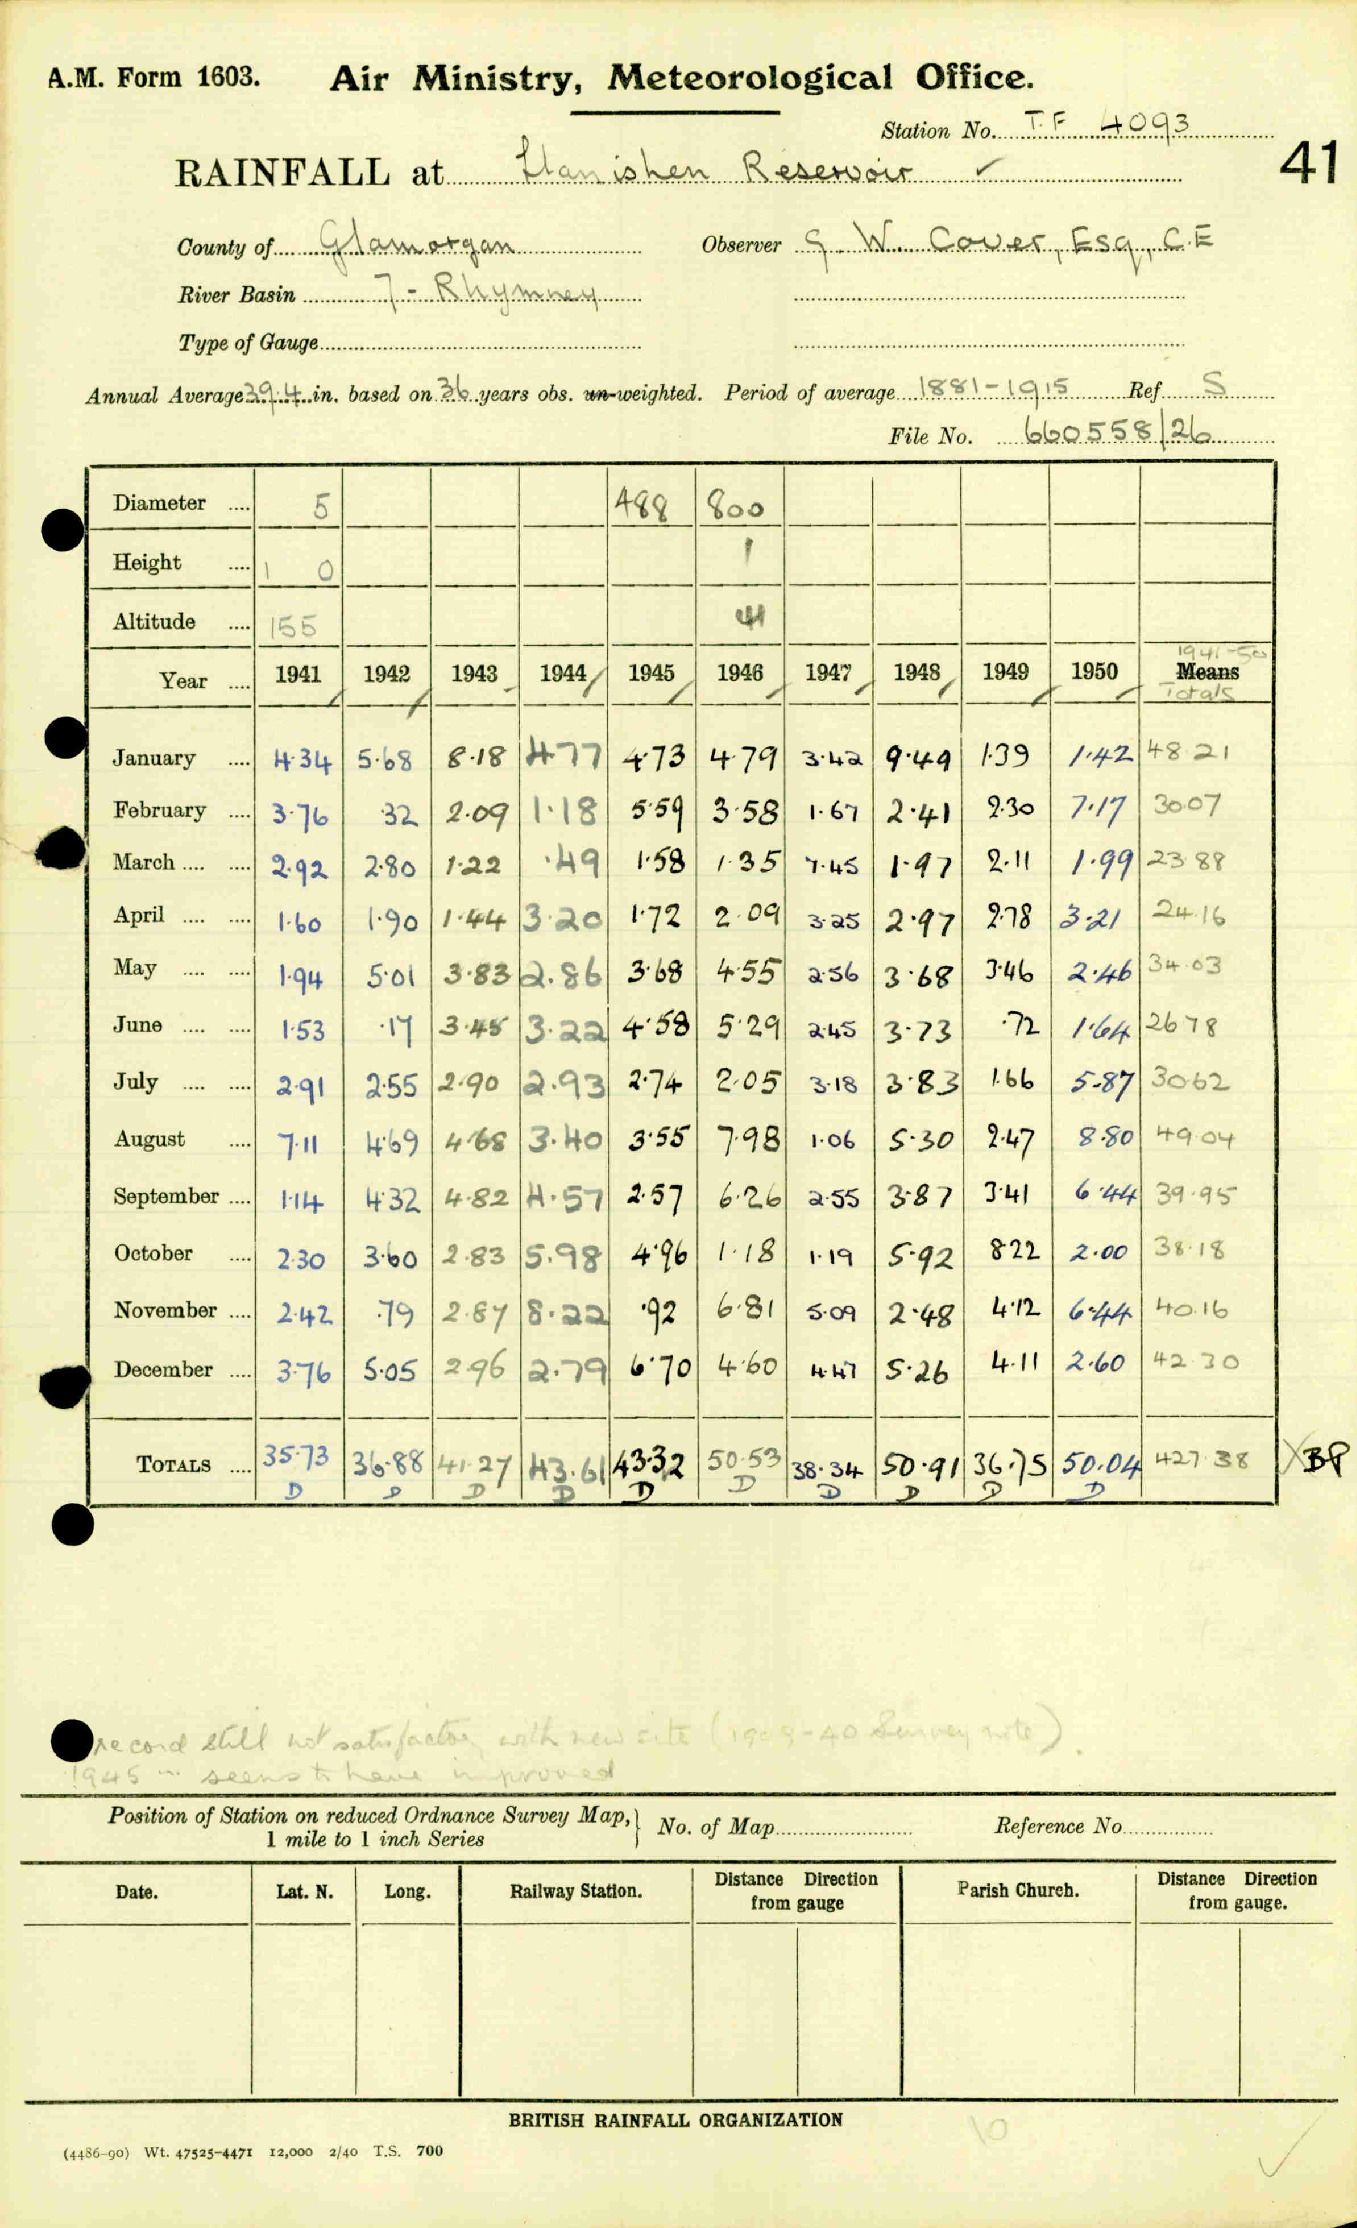 A.M. Form 1603. Air Ministry, Meteorological Office.
Station No. T.F 4093
41
RAINFALL at Llanishen Reservoir ✓
County of Glamorgan Observer G. W. Cover, Esq., C.E
River Basin 7 - Rhymney
Type of Gauge
Annual Average 39.4 in. based on 36 years obs. un-weighted. Period of average 1881-1915 Ref S
File No. 660558/26
Diameter .... 5 488 800
Height .... 1 0 1
Altitude .... 155 41
1941-50
Year .... 1941 1942 1943 1944 1945 1946 1947 1948 1949 1950 Means
Totals
January .... 4.34 5.68 8.18 4.77 4.73 4.79 3.42 9.49 1.39 1.42 48.21
February .... 3.76 .32 2.09 1.18 5.59 3.58 1.67 2.41 2.30 7.17 30.07
March .... .... 2.92 2.80 1.22 .49 1.58 1.35 7.45 1.97 2.11 1.99 23.88
April .... .... 1.60 1.90 1.44 3.20 1.72 2.09 3.25 2.97 2.78 3.21 24.16
May .... .... 1.94 5.01 3.83 2.86 3.68 4.55 2.56 3.68 3.46 2.46 34.03
June .... .... 1.53 .17 3.45 3.22 4.58 5.29 2.45 3.73 .72 1.64 26.78
July .... .... 2.91 2.55 2.90 2.93 2.74 2.05 3.18 3.83 1.66 5.87 30.62
August .... 7.11 4.69 4.68 3.40 3.55 7.98 1.06 5.30 2.47 8.80 49.04
September .... 1.14 4.32 4.82 4.57 2.57 6.26 2.55 3.87 3.41 6.44 39.95
October .... 2.30 3.60 2.83 5.98 4.96 1.18 1.19 5.92 8.22 2.00 38.18
November .... 2.42 .79 2.87 8.22 .92 6.81 5.09 2.48 4.12 6.44 40.16
December .... 3.76 5.05 2.96 2.79 6.70 4.60 4.47 5.26 4.11 2.60 42.30
TOTALS .... 35.73 36.88 41.27 43.61 43.32 50.53 38.34 50.91 36.75 50.04 427.38 XBP
D D D D D D D D D D
record still not satisfactory with new site (1909-40 Survey note).
1945 seems to have improved
Position of Station on reduced Ordnance Survey Map, } No. of Map Reference No.
1 mile to 1 inch Series
Date. Lat. N. Long. Railway Station. Distance Direction from gauge Parish Church. Distance Direction from gauge.
BRITISH RAINFALL ORGANIZATION
10
(4486-90) Wt. 47525-4471 12,000 2/40 T.S. 700